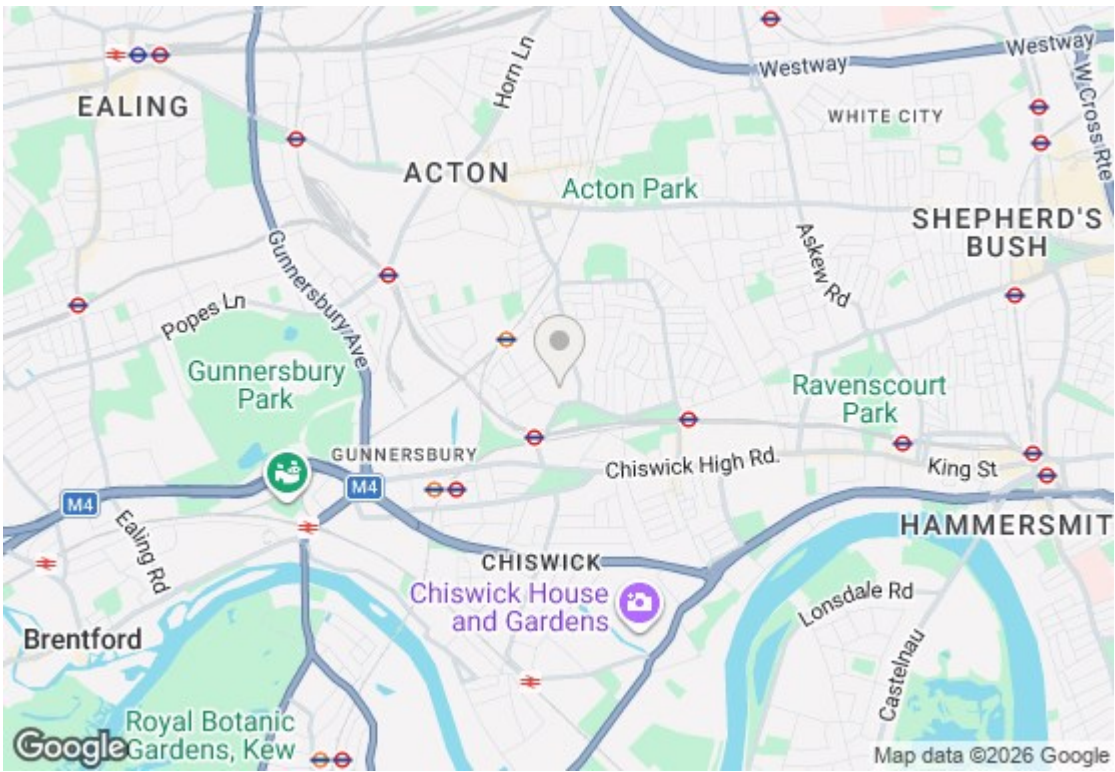 Westway
Westway
W Cross Rte
Horn Ln
EALING
WHITE CITY
ACTON
Acton Park
SHEPHERD'S
BUSH
Askew Rd
Gunnersbury Ave
Popes Ln
Gunnersbury
Park
Ravenscourt
Park
GUNNERSBURY
Chiswick High Rd.
King St
M4
M4
Ealing Rd
HAMMERSMIT
CHISWICK
Chiswick House
and Gardens
Lonsdale Rd
Castelnau
Brentford
Royal Botanic
Gardens, Kew
Google
Map data ©2026 Google